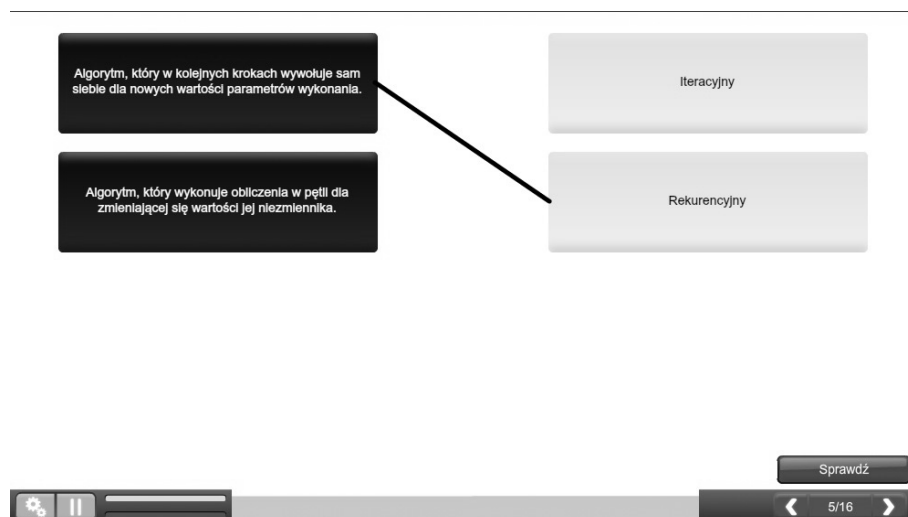 Algorytm, który w kolejnych krokach wywołuje sam
siebie dla nowych wartości parametrów wykonania.
Iteracyjny
Algorytm, który wykonuje obliczenia w pętli dla
zmieniającej się wartości jej niezmiennika.
Rekurencyjny
Sprawdź
5/16